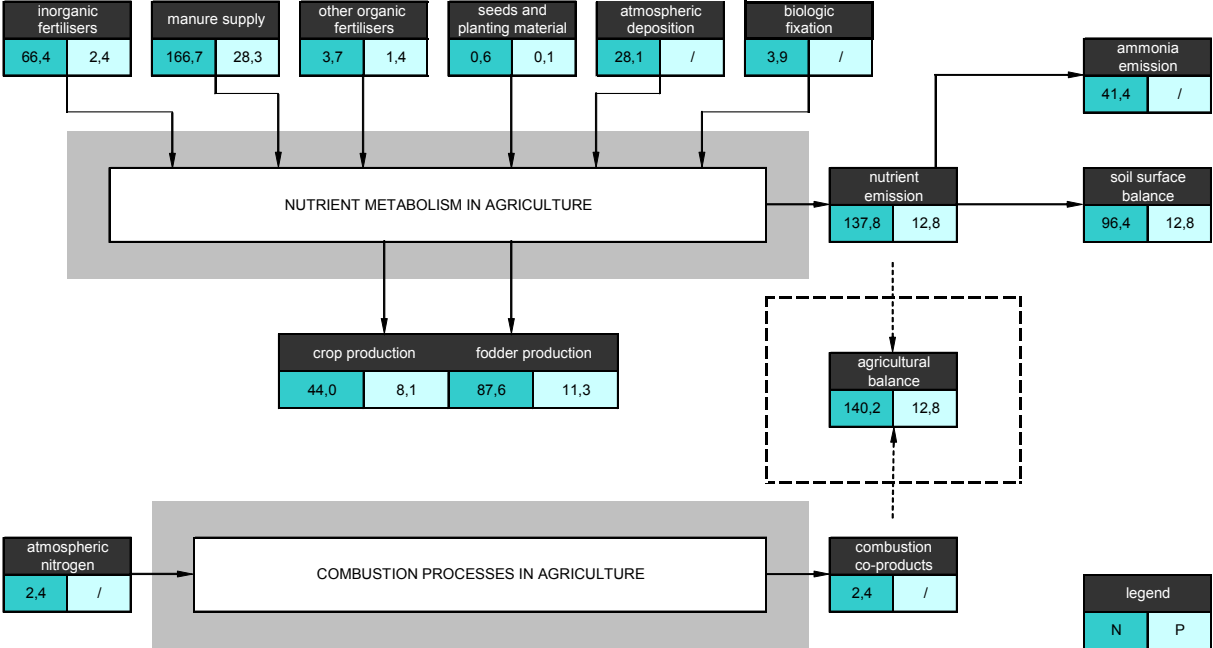 inorganic
fertilisers
66,4 2,4
manure supply
166,7 28,3
other organic
fertilisers
3,7 1,4
seeds and
planting material
0,6 0,1
atmospheric
deposition
28,1 /
biologic
fixation
3,9 /
ammonia
emission
41,4 /
NUTRIENT METABOLISM IN AGRICULTURE
nutrient
emission
137,8 12,8
soil surface
balance
96,4 12,8
crop production fodder production
44,0 8,1 87,6 11,3
agricultural
balance
140,2 12,8
atmospheric
nitrogen
2,4 /
COMBUSTION PROCESSES IN AGRICULTURE
combustion
co-products
2,4 /
legend
N P